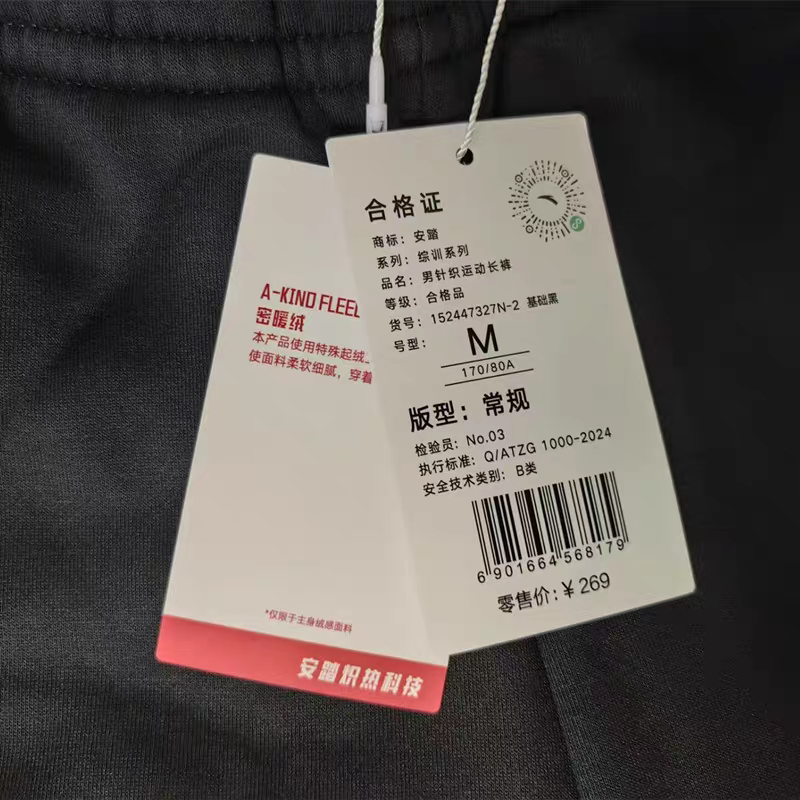 合格证
商标：安踏
系列：综训系列
品名：男针织运动长裤
等级：合格品
货号：152447327N-2 基础黑
号型：
M
170/80A
版型：常规
检验员：No.03
执行标准：Q/ATZG 1000-2024
安全技术类别：B类
6 901664 568179
零售价:￥269
A-KIND FLEE
密暖绒
本产品使用特殊起绒
使面料柔软细腻，穿着
*仅限于主身绒感面料
安踏炽热科技